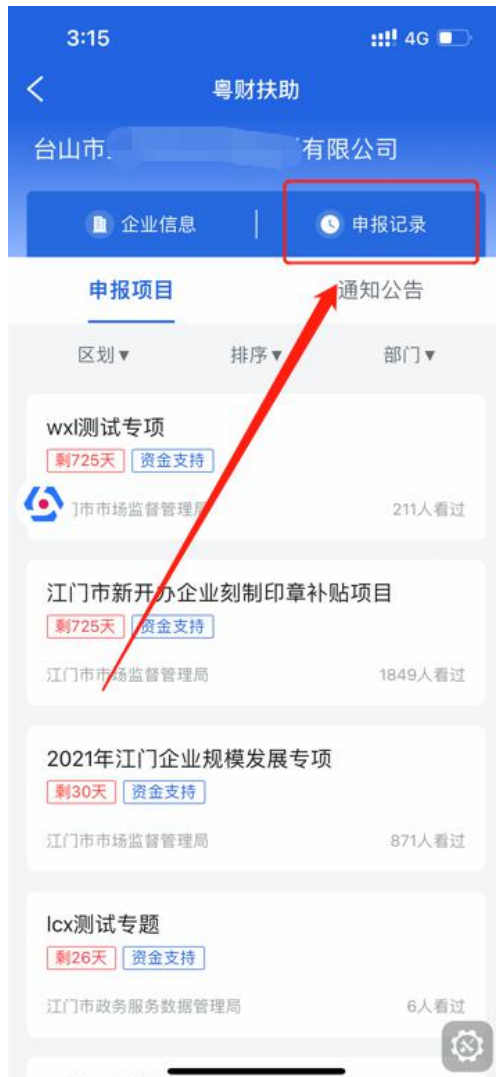 3:15 4G
粤财扶助
台山市 有限公司
企业信息 申报记录
申报项目 通知公告
区划▼ 排序▼ 部门▼
wxl测试专项
剩725天 资金支持
门市市场监督管理局 211人看过
江门市新开办企业刻制印章补贴项目
剩725天 资金支持
江门市市场监督管理局 1849人看过
2021年江门企业规模发展专项
剩30天 资金支持
江门市市场监督管理局 871人看过
lcx测试专题
剩26天 资金支持
江门市政务服务数据管理局 6人看过